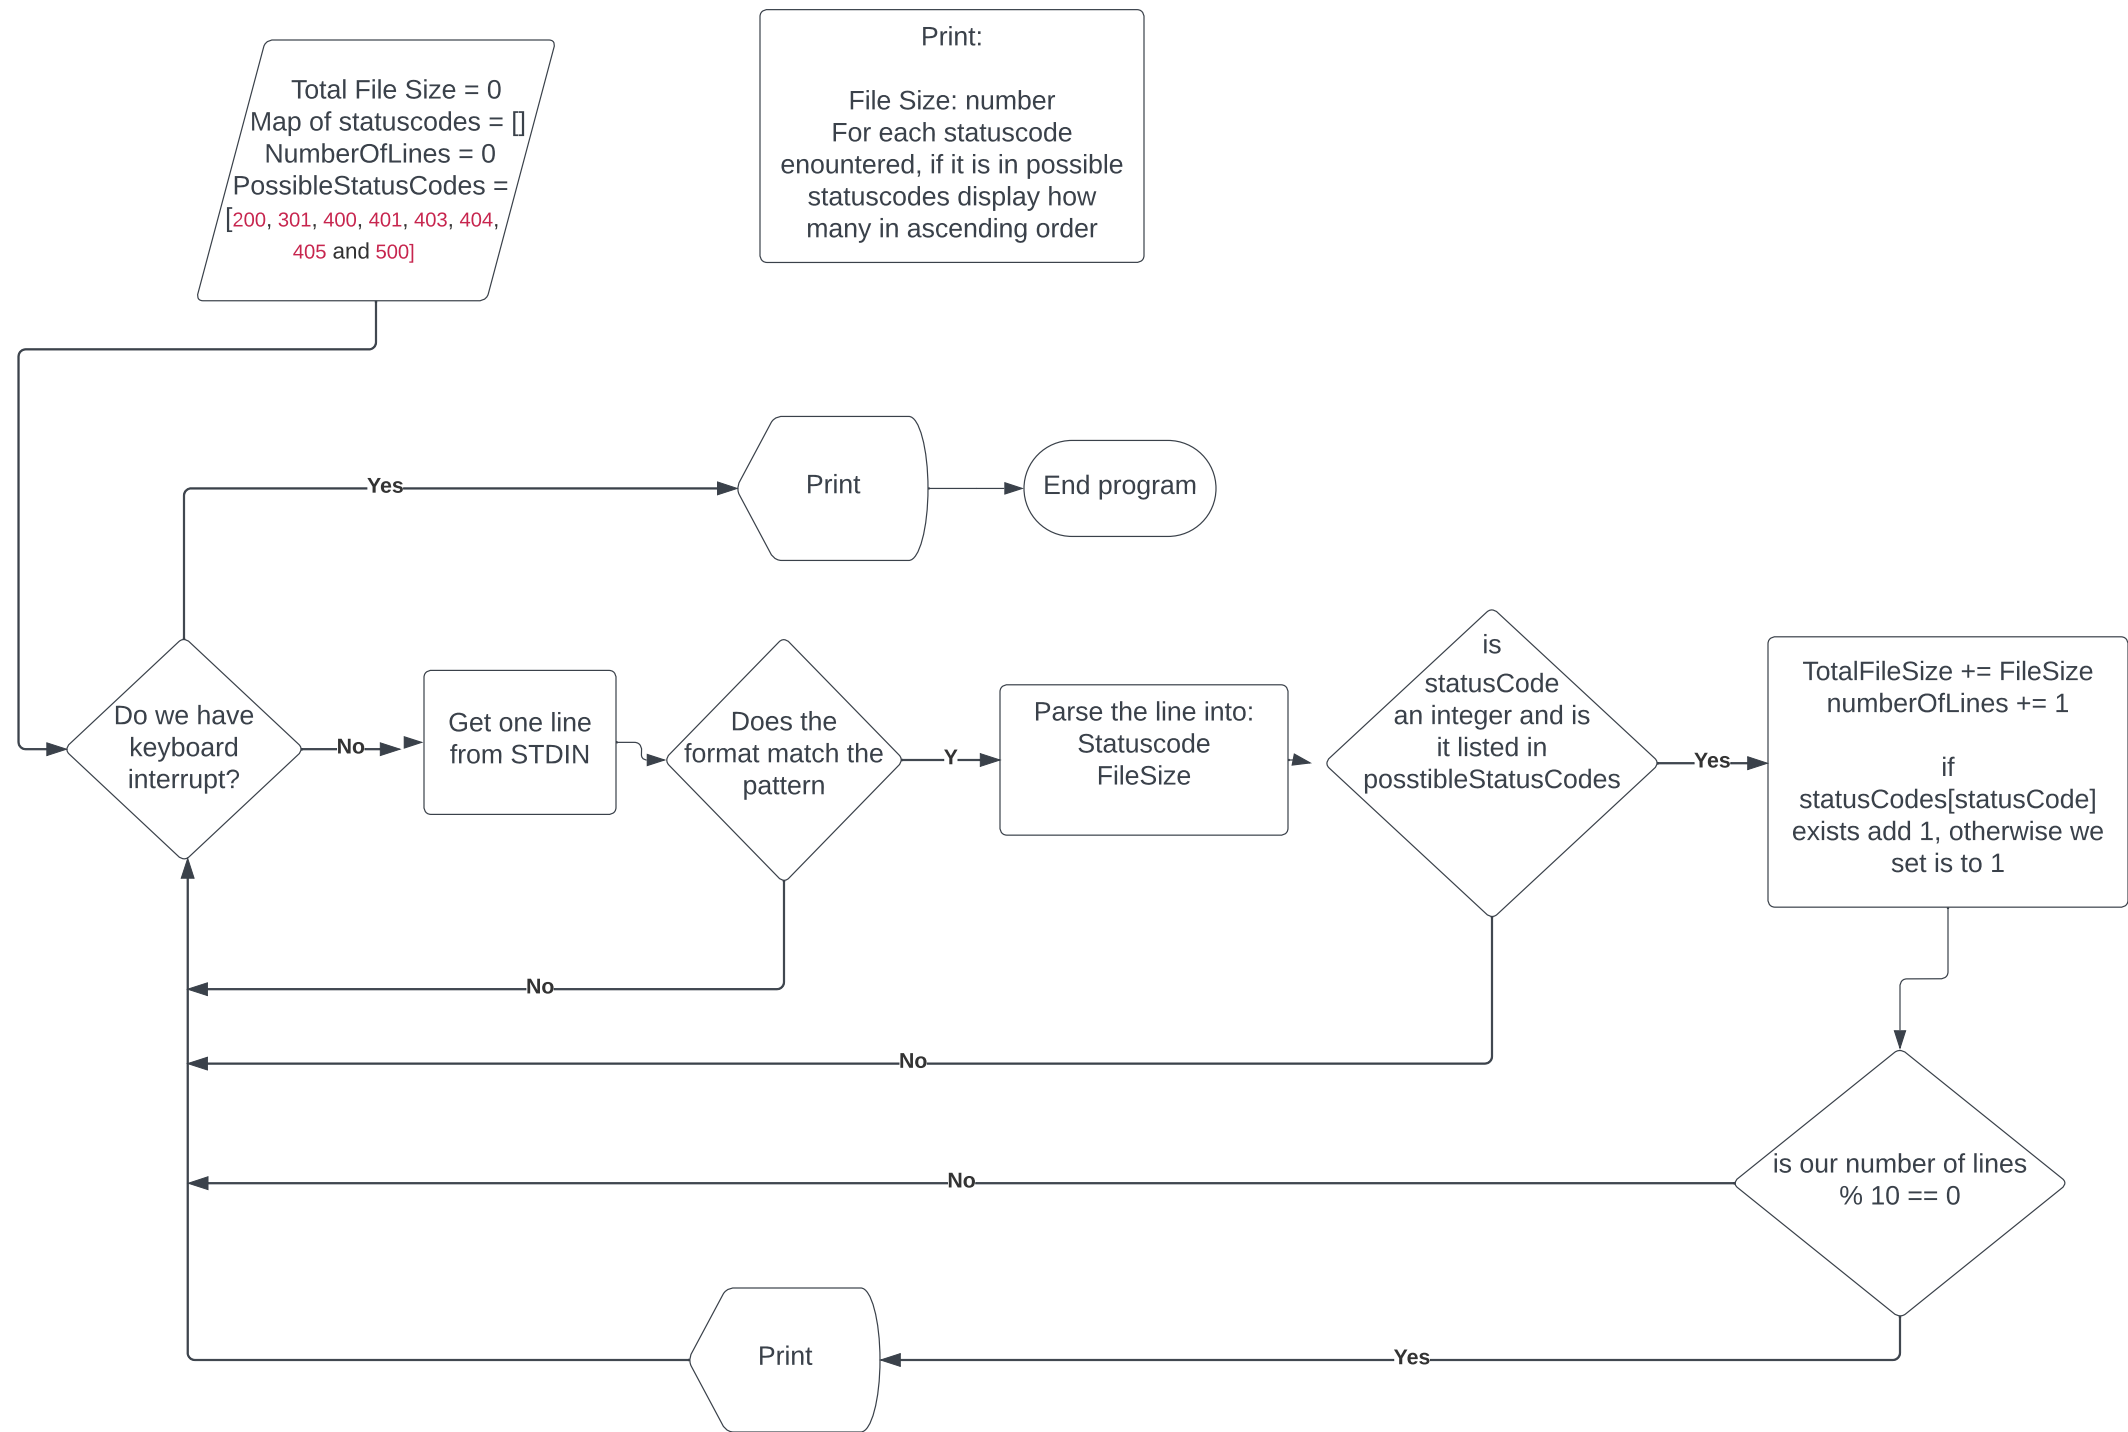 Total File Size = 0
Map of statuscodes = []
NumberOfLines = 0
PossibleStatusCodes =
[200, 301, 400, 401, 403, 404,
405 and 500]
Print:
File Size: number
For each statuscode
enountered, if it is in possible
statuscodes display how
many in ascending order
Yes
Print
End program
Do we have
keyboard
interrupt?
No
Get one line
from STDIN
Does the
format match the
pattern
Y
Parse the line into:
Statuscode
FileSize
is
statusCode
an integer and is
it listed in
posstibleStatusCodes
Yes
TotalFileSize += FileSize
numberOfLines += 1
if
statusCodes[statusCode]
exists add 1, otherwise we
set is to 1
No
No
No
is our number of lines
% 10 == 0
Print
Yes